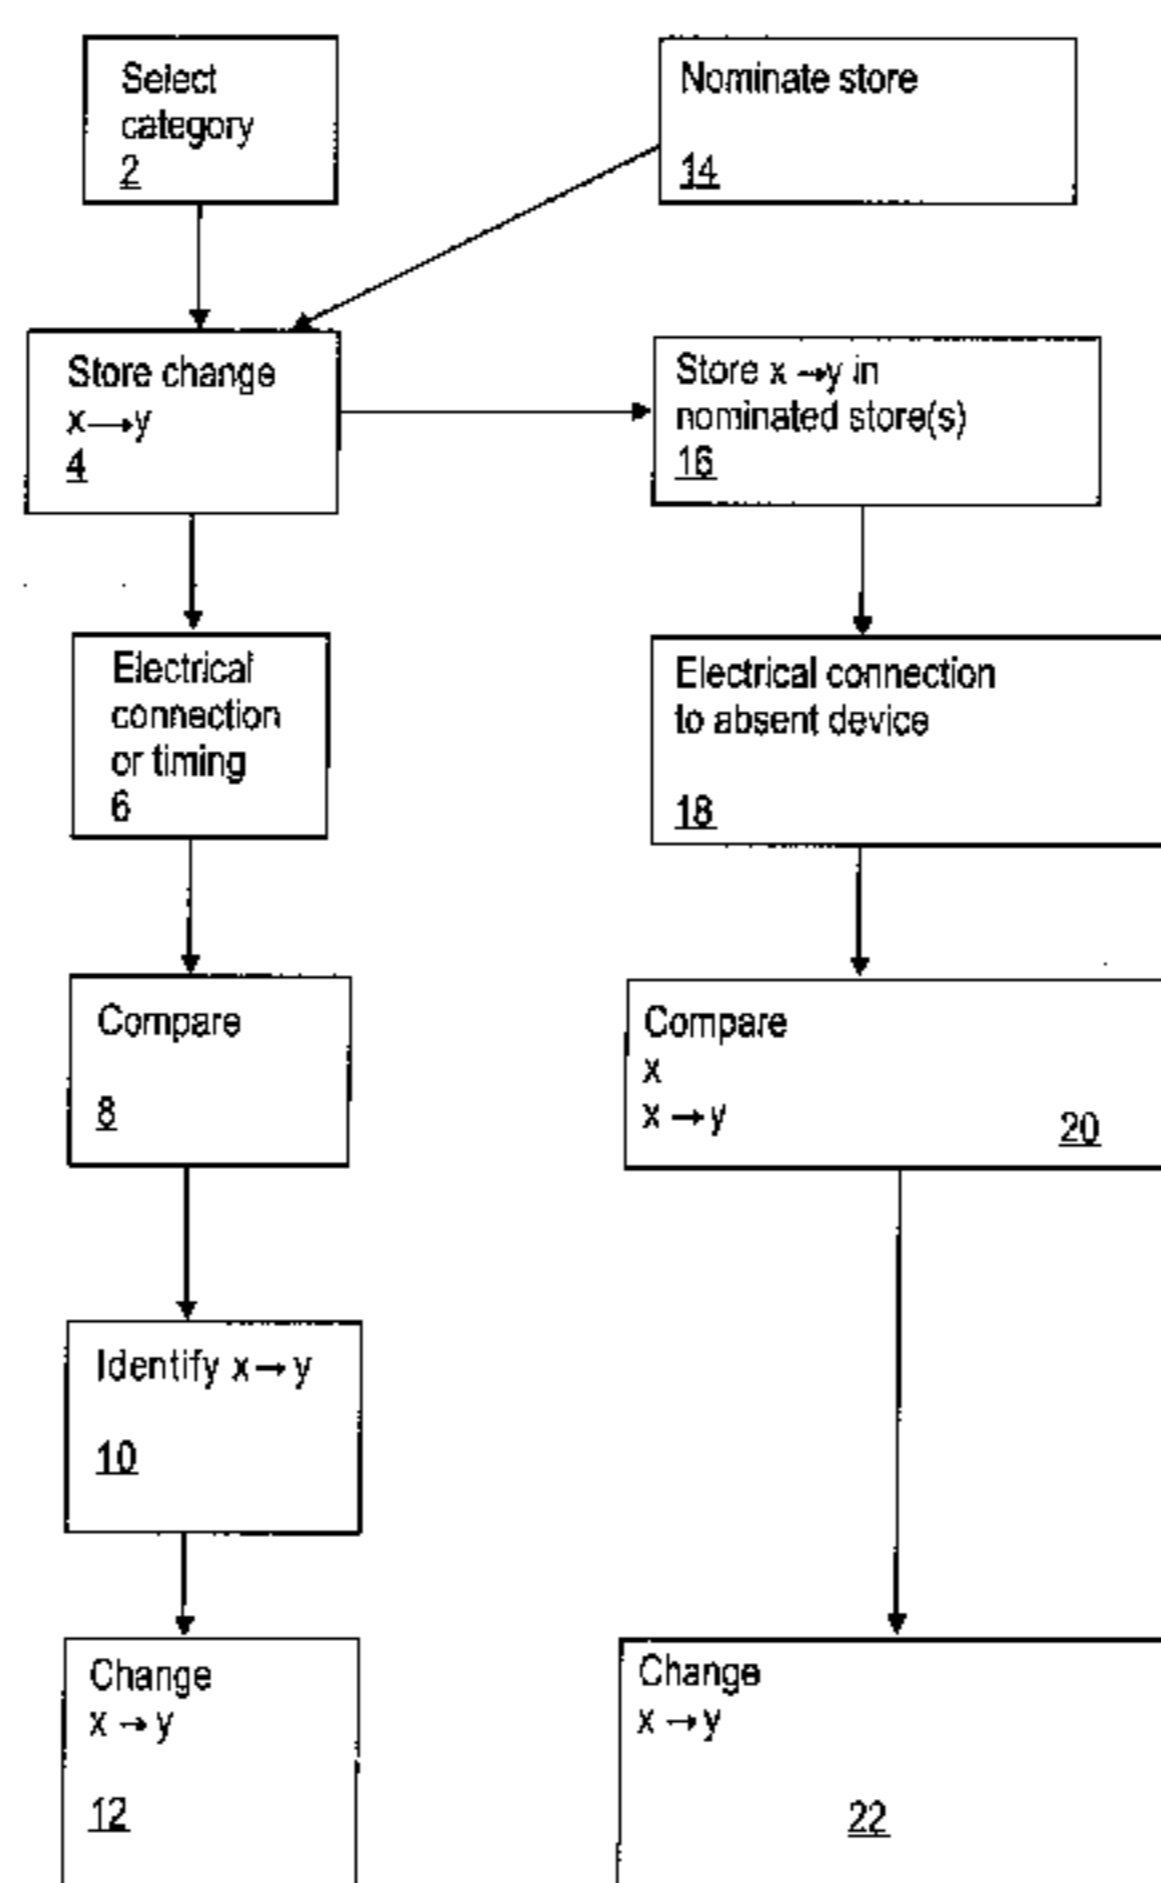 Select
category
2
Nominate store
14
Store change
x→y
4
Store x→y in
nominated store(s)
16
Electrical
connection
or timing
6
Electrical connection
to absent device
18
Compare
8
Compare
x
x→y
20
Identify x→y
10
Change
x→y
12
Change
x→y
22